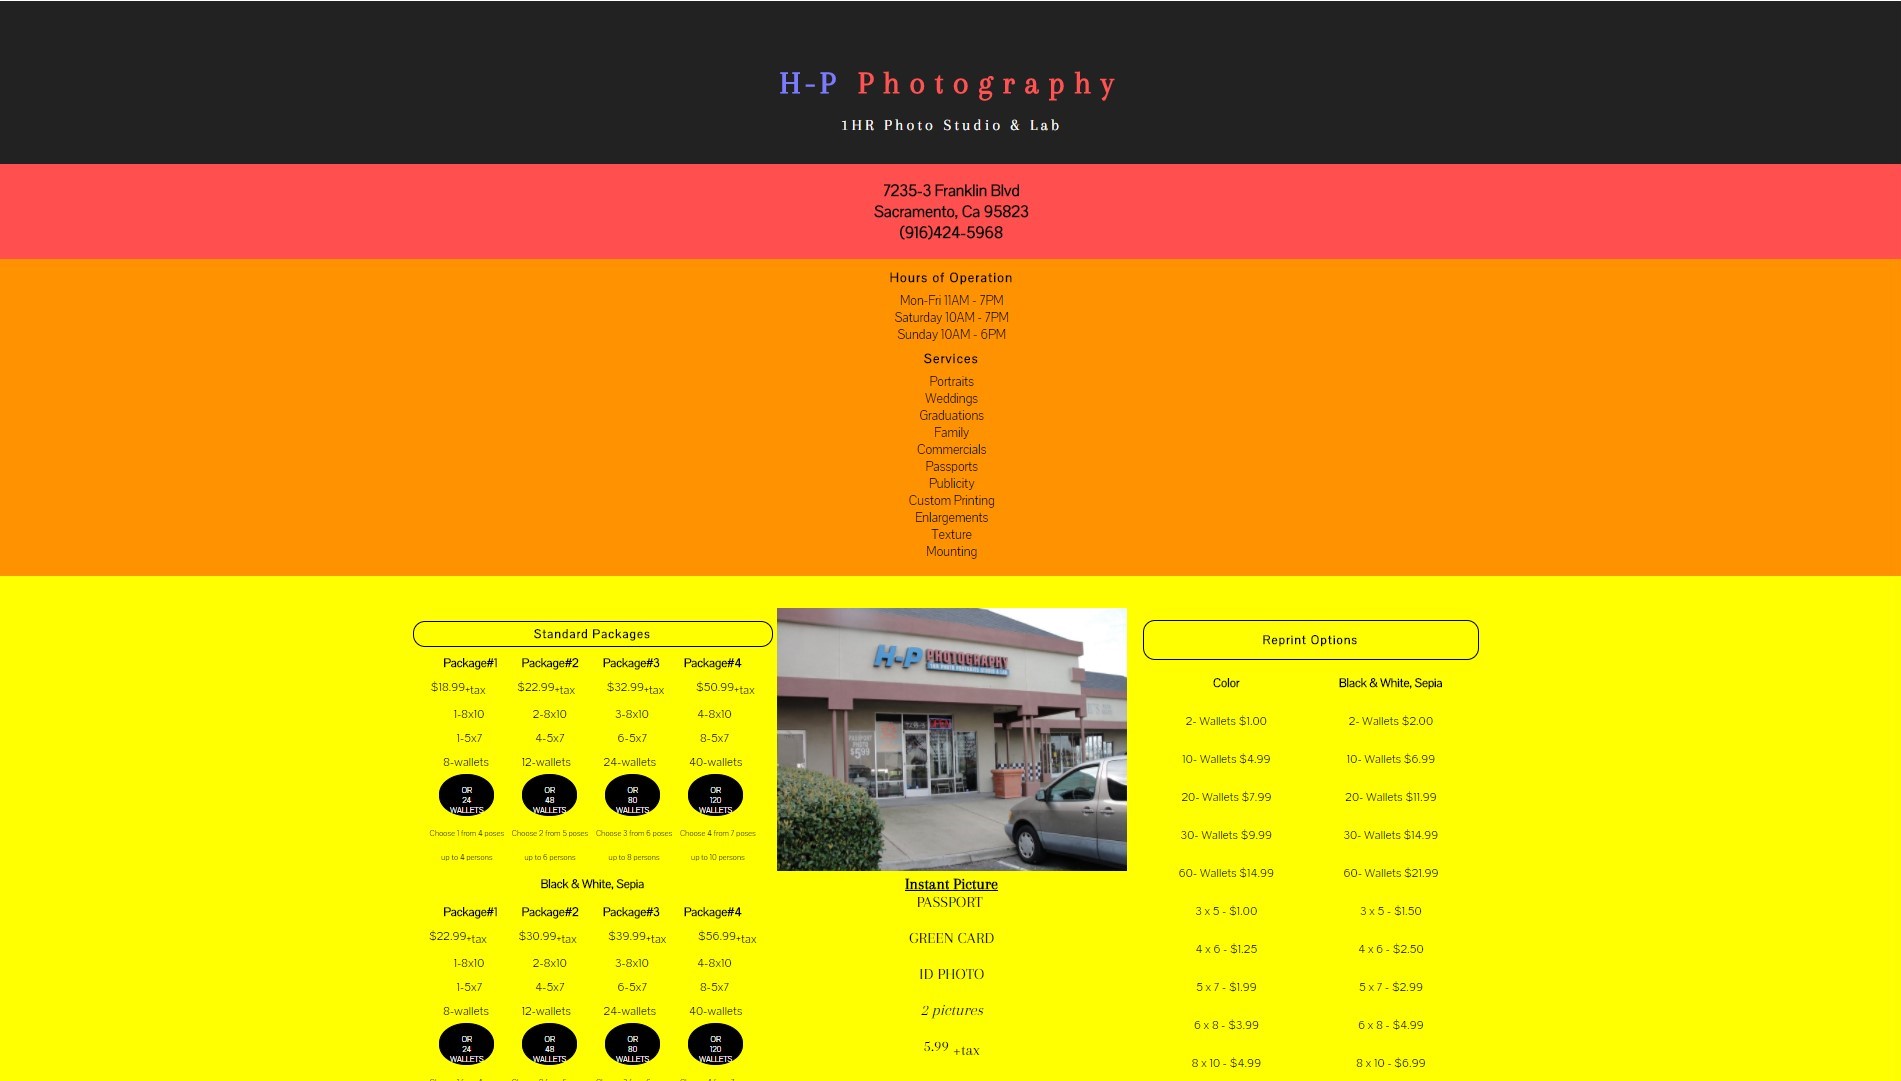 H-P Photography
1HR Photo Studio & Lab
7235-3 Franklin Blvd
Sacramento, Ca 95823
(916)424-5968
Hours of Operation
Mon-Fri 11AM - 7PM
Saturday 10AM - 7PM
Sunday 10AM - 6PM
Services
Portraits
Weddings
Graduations
Family
Commercials
Passports
Publicity
Custom Printing
Enlargements
Texture
Mounting
Standard Packages
Package#1 Package#2 Package#3 Package#4
$18.99+tax $22.99+tax $32.99+tax $50.99+tax
1-8x10 2-8x10 3-8x10 4-8x10
1-5x7 4-5x7 6-5x7 8-5x7
8-wallets 12-wallets 24-wallets 40-wallets
OR OR OR OR
24 48 80 120
WALLETS WALLETS WALLETS WALLETS
Choose 1 from 4 poses Choose 2 from 5 poses Choose 3 from 6 poses Choose 4 from 7 poses
up to 4 persons up to 6 persons up to 8 persons up to 10 persons
Black & White, Sepia
Package#1 Package#2 Package#3 Package#4
$22.99+tax $30.99+tax $39.99+tax $56.99+tax
1-8x10 2-8x10 3-8x10 4-8x10
1-5x7 4-5x7 6-5x7 8-5x7
8-wallets 12-wallets 24-wallets 40-wallets
OR OR OR OR
24 48 80 120
WALLETS WALLETS WALLETS WALLETS
H-P PHOTOGRAPHY
PASSPORT
PHOTO
$5.99
OPEN
Instant Picture
PASSPORT
GREEN CARD
ID PHOTO
2 pictures
5.99 +tax
Reprint Options
Color Black & White, Sepia
2- Wallets $1.00 2- Wallets $2.00
10- Wallets $4.99 10- Wallets $6.99
20- Wallets $7.99 20- Wallets $11.99
30- Wallets $9.99 30- Wallets $14.99
60- Wallets $14.99 60- Wallets $21.99
3 x 5 - $1.00 3 x 5 - $1.50
4 x 6 - $1.25 4 x 6 - $2.50
5 x 7 - $1.99 5 x 7 - $2.99
6 x 8 - $3.99 6 x 8 - $4.99
8 x 10 - $4.99 8 x 10 - $6.99